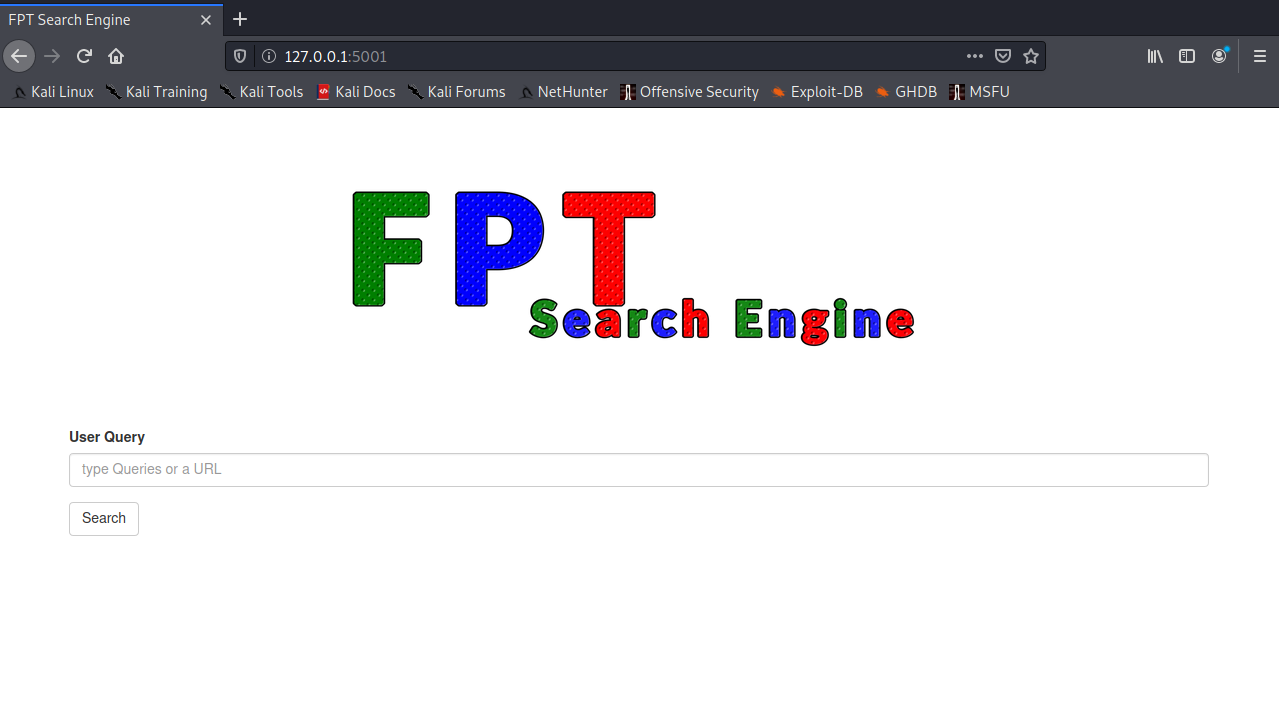 FPT Search Engine
127.0.0.1:5001
Kali Linux Kali Training Kali Tools Kali Docs Kali Forums NetHunter Offensive Security Exploit-DB GHDB MSFU
FPT
Search Engine
User Query
type Queries or a URL
Search